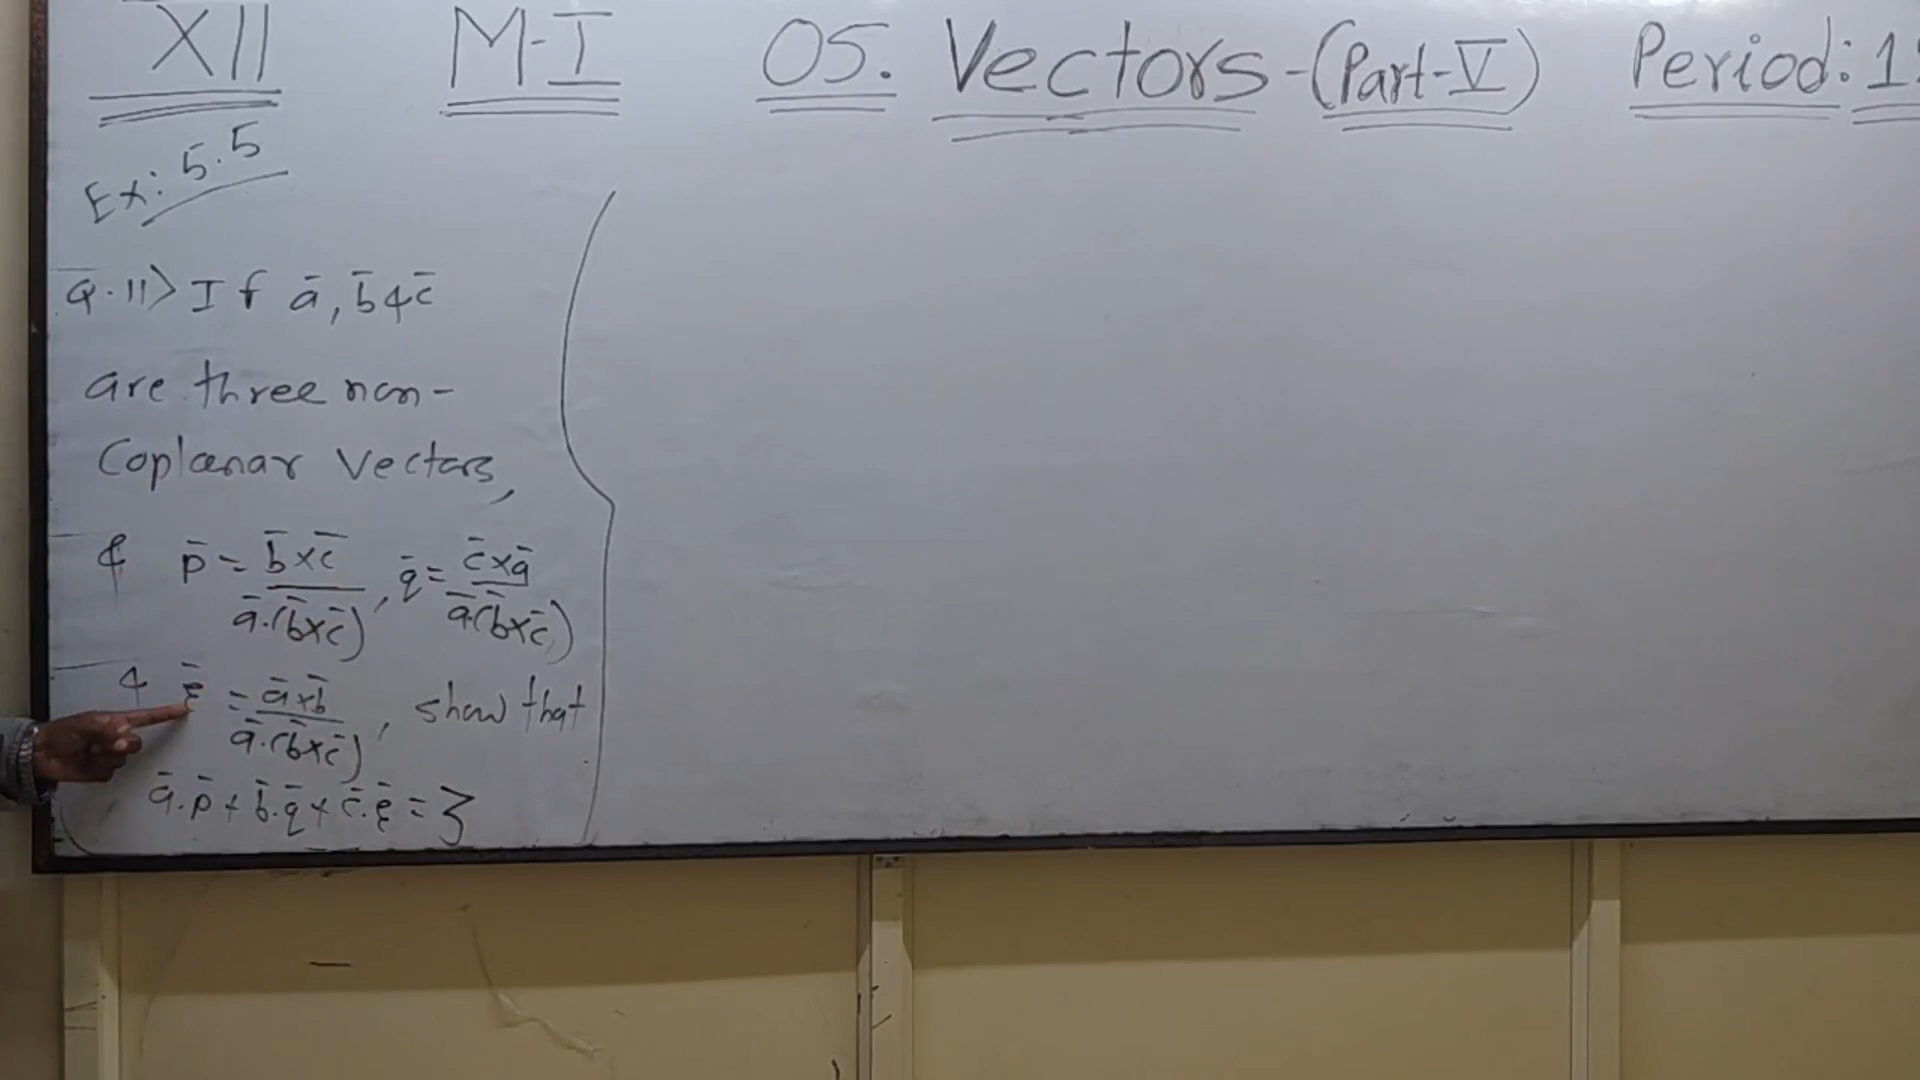 XII M-I 05. Vectors-(Part-V) Period: 1
Ex: 5.5
Q.11> If a̅, b̅ & c̅
are three non-
Coplanar Vectors,
& p̅ = b̅×c̅ / a̅.(b̅×c̅), q̅ = c̅×a̅ / a̅.(b̅×c̅)
& r̅ = a̅×b̅ / a̅.(b̅×c̅), show that
a̅.p̅ + b̅.q̅ + c̅.r̅ = 3